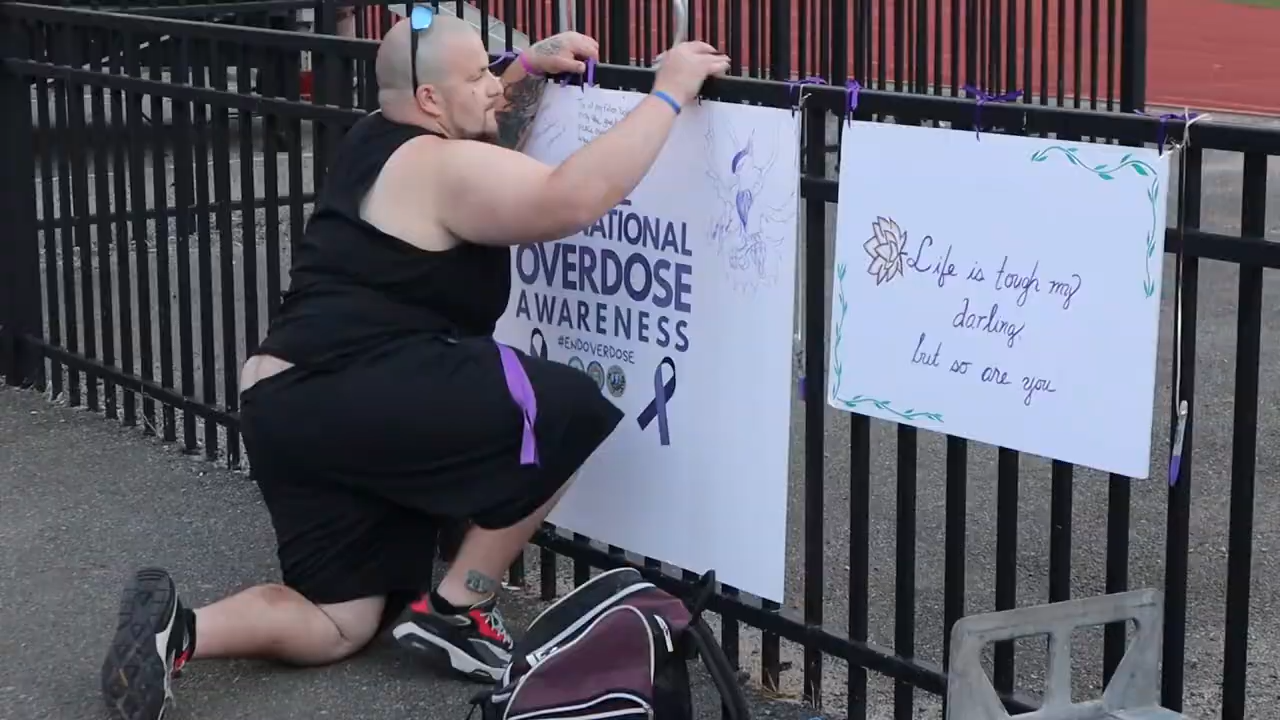 NATIONAL
OVERDOSE
AWARENESS
#ENDOVERDOSE
Life is tough my
darling,
but so are you